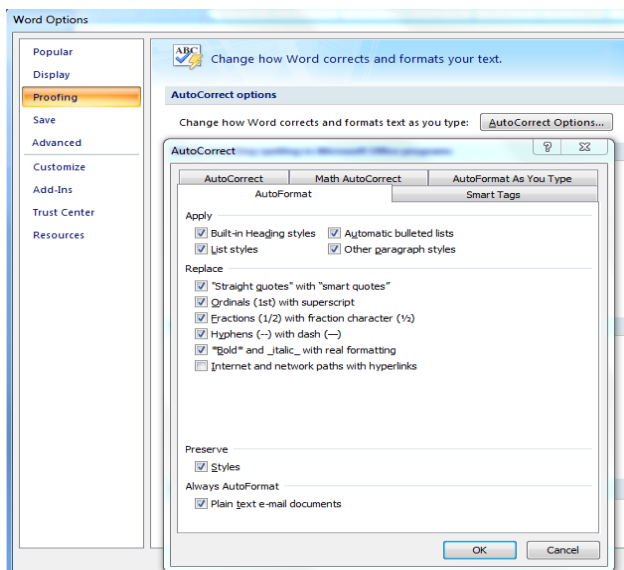 Word Options
Popular
Display
Proofing
Save
Advanced
Customize
Add-Ins
Trust Center
Resources
ABC
Change how Word corrects and formats your text.
AutoCorrect options
Change how Word corrects and formats text as you type: AutoCorrect Options...
AutoCorrect
AutoCorrect Math AutoCorrect AutoFormat As You Type
AutoFormat Smart Tags
Apply
Built-in Heading styles Automatic bulleted lists
List styles Other paragraph styles
Replace
"Straight quotes" with “smart quotes”
Ordinals (1st) with superscript
Fractions (1/2) with fraction character (½)
Hyphens (--) with dash (—)
*Bold* and _italic_ with real formatting
Internet and network paths with hyperlinks
Preserve
Styles
Always AutoFormat
Plain text e-mail documents
OK Cancel